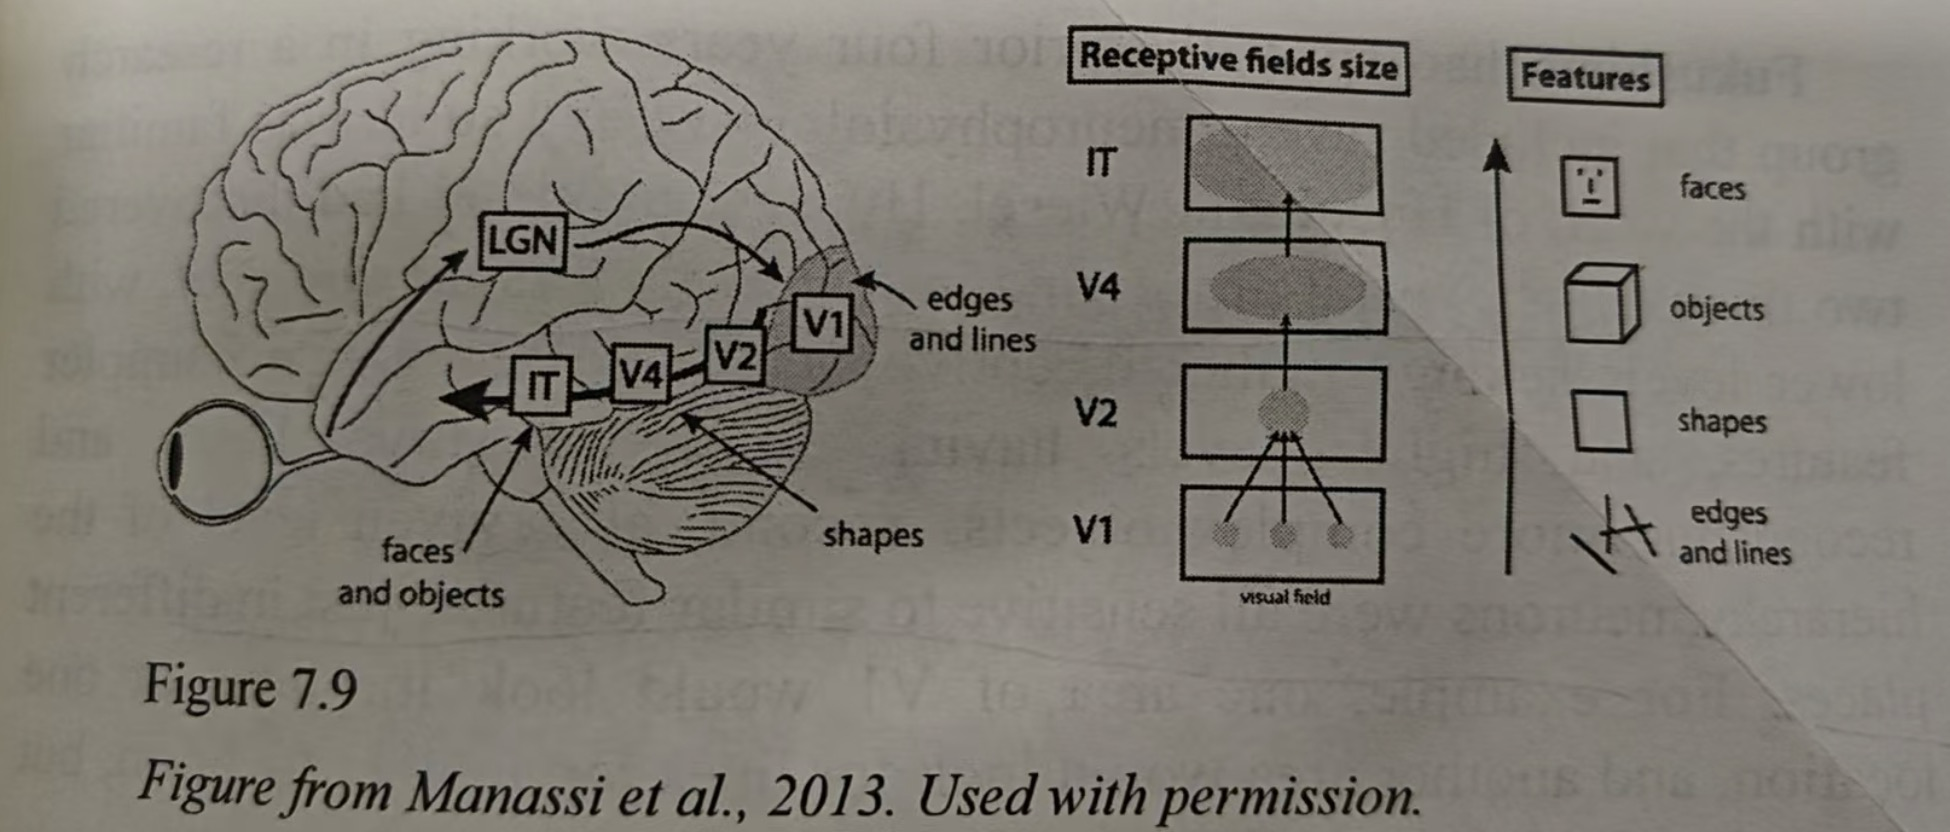 LGN
V1
V2
V4
IT
edges
and lines
shapes
faces
and objects
Receptive fields size
IT
V4
V2
V1
visual field
Features
faces
objects
shapes
edges
and lines
Figure 7.9
Figure from Manassi et al., 2013. Used with permission.